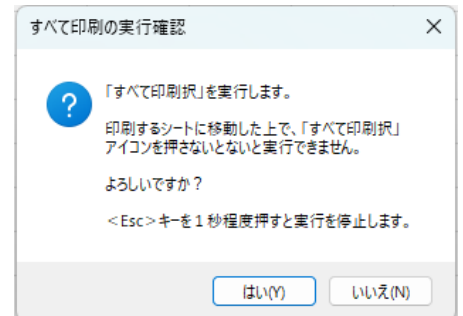 すべて印刷の実行確認
「すべて印刷択」を実行します。
印刷するシートに移動した上で、「すべて印刷択」
アイコンを押さないとないと実行できません。
よろしいですか？
＜Esc＞キーを１秒程度押すと実行を停止します。
はい(Y)
いいえ(N)